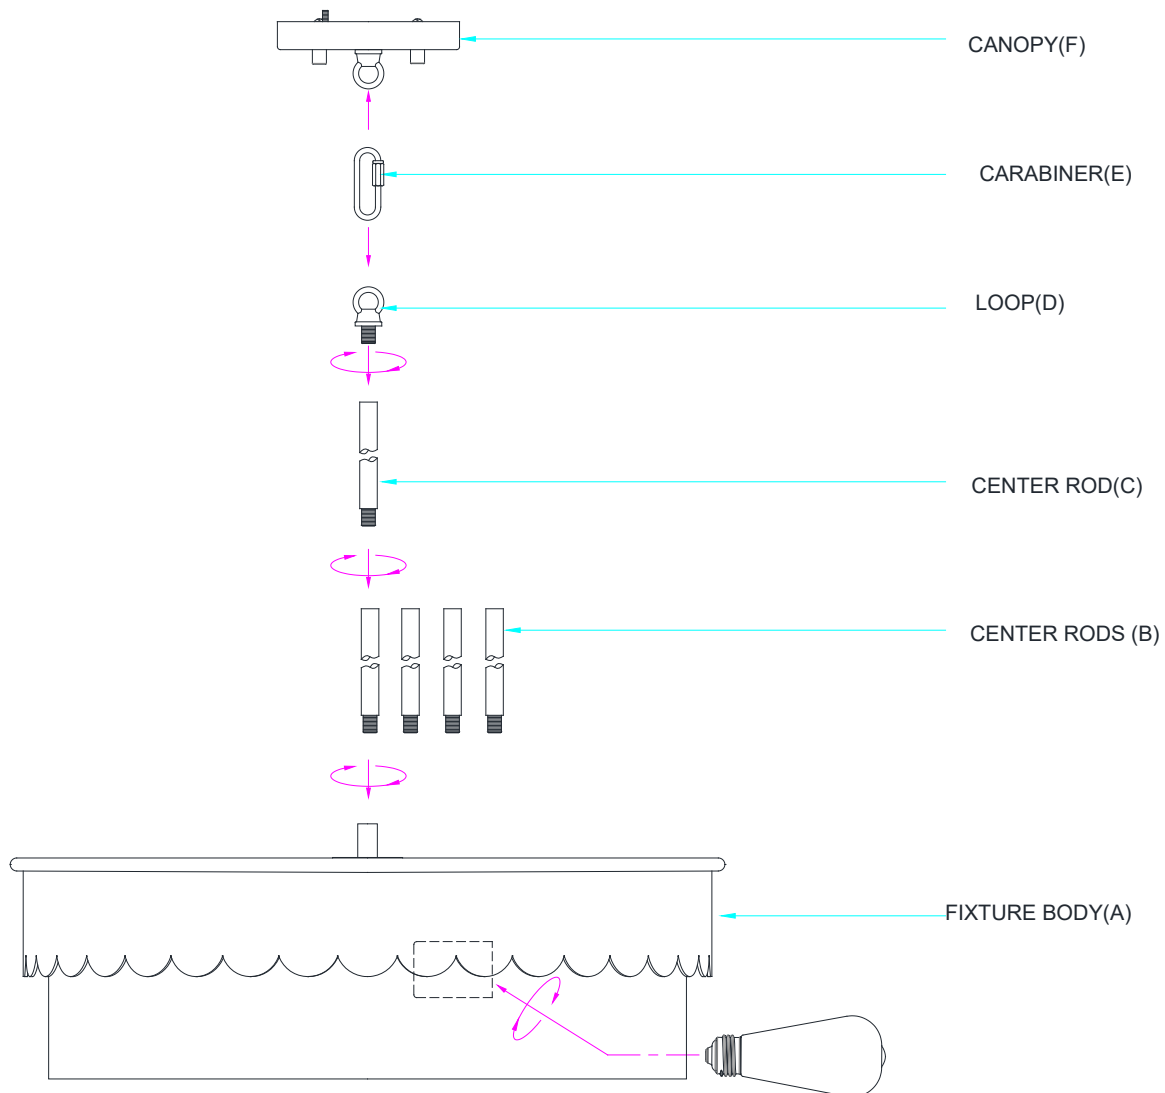 CANOPY(F)
CARABINER(E)
LOOP(D)
CENTER ROD(C)
CENTER RODS (B)
FIXTURE BODY(A)